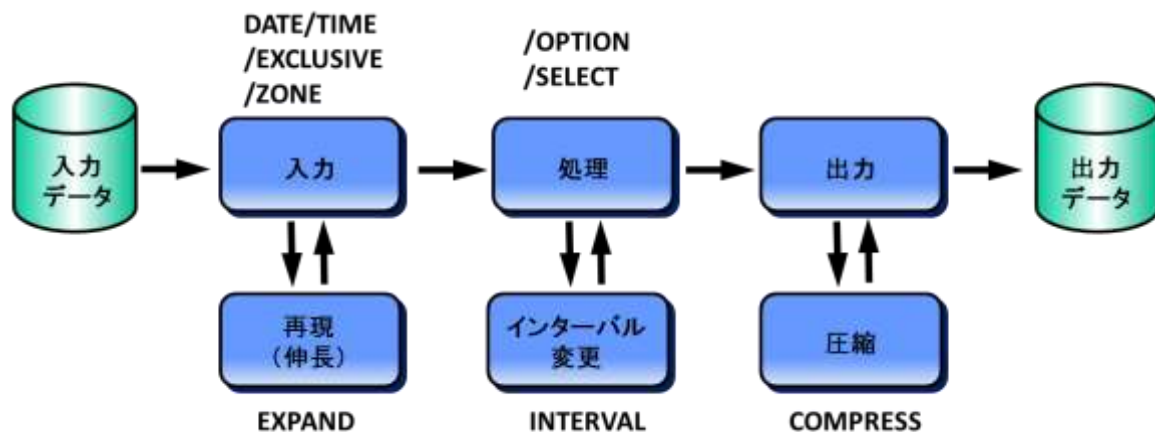 DATE/TIME
/EXCLUSIVE
/ZONE
/OPTION
/SELECT
入力
データ
入力
処理
出力
出力
データ
再現
(伸長)
インターバル
変更
圧縮
EXPAND
INTERVAL
COMPRESS